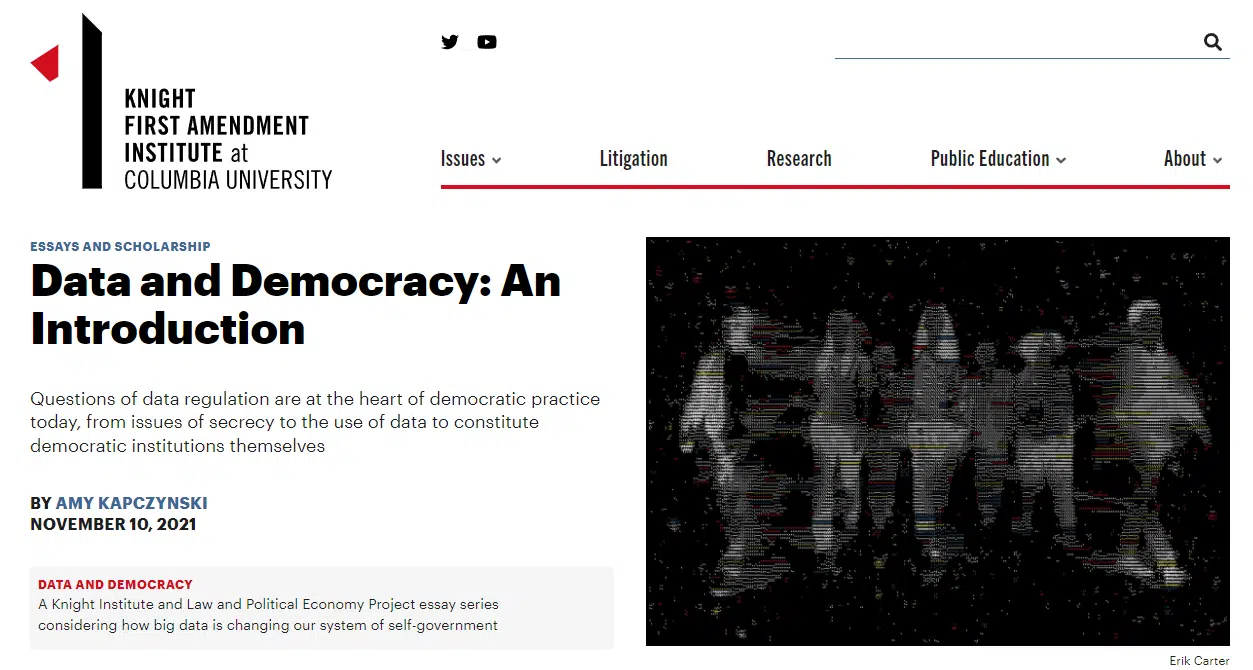 KNIGHT
FIRST AMENDMENT
INSTITUTE at
COLUMBIA UNIVERSITY
Issues
Litigation
Research
Public Education
About
ESSAYS AND SCHOLARSHIP
Data and Democracy: An
Introduction
Questions of data regulation are at the heart of democratic practice
today, from issues of secrecy to the use of data to constitute
democratic institutions themselves
BY AMY KAPCZYNSKI
NOVEMBER 10, 2021
DATA AND DEMOCRACY
A Knight Institute and Law and Political Economy Project essay series
considering how big data is changing our system of self-government
Erik Carter